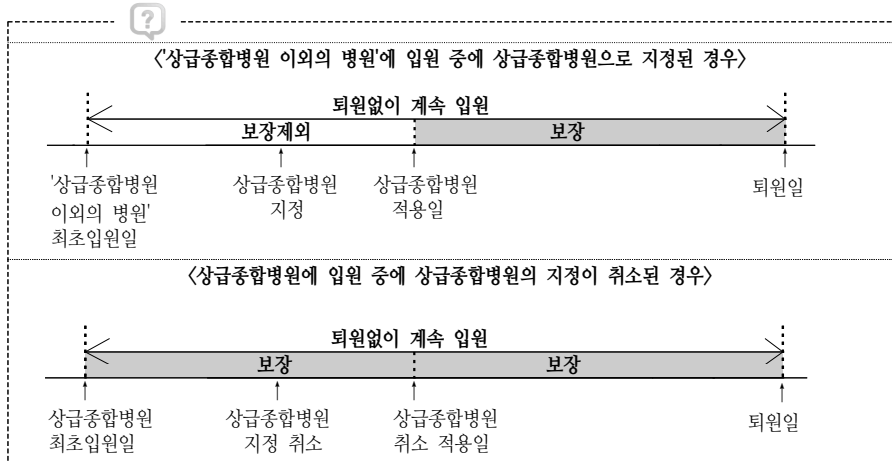 ?
<'상급종합병원 이외의 병원'에 입원 중에 상급종합병원으로 지정된 경우>
퇴원없이 계속 입원
보장제외 보장
'상급종합병원 이외의 병원' 최초입원일
상급종합병원 지정
상급종합병원 적용일
퇴원일
<상급종합병원에 입원 중에 상급종합병원의 지정이 취소된 경우>
퇴원없이 계속 입원
보장 보장
상급종합병원 최초입원일
상급종합병원 지정 취소
상급종합병원 취소 적용일
퇴원일